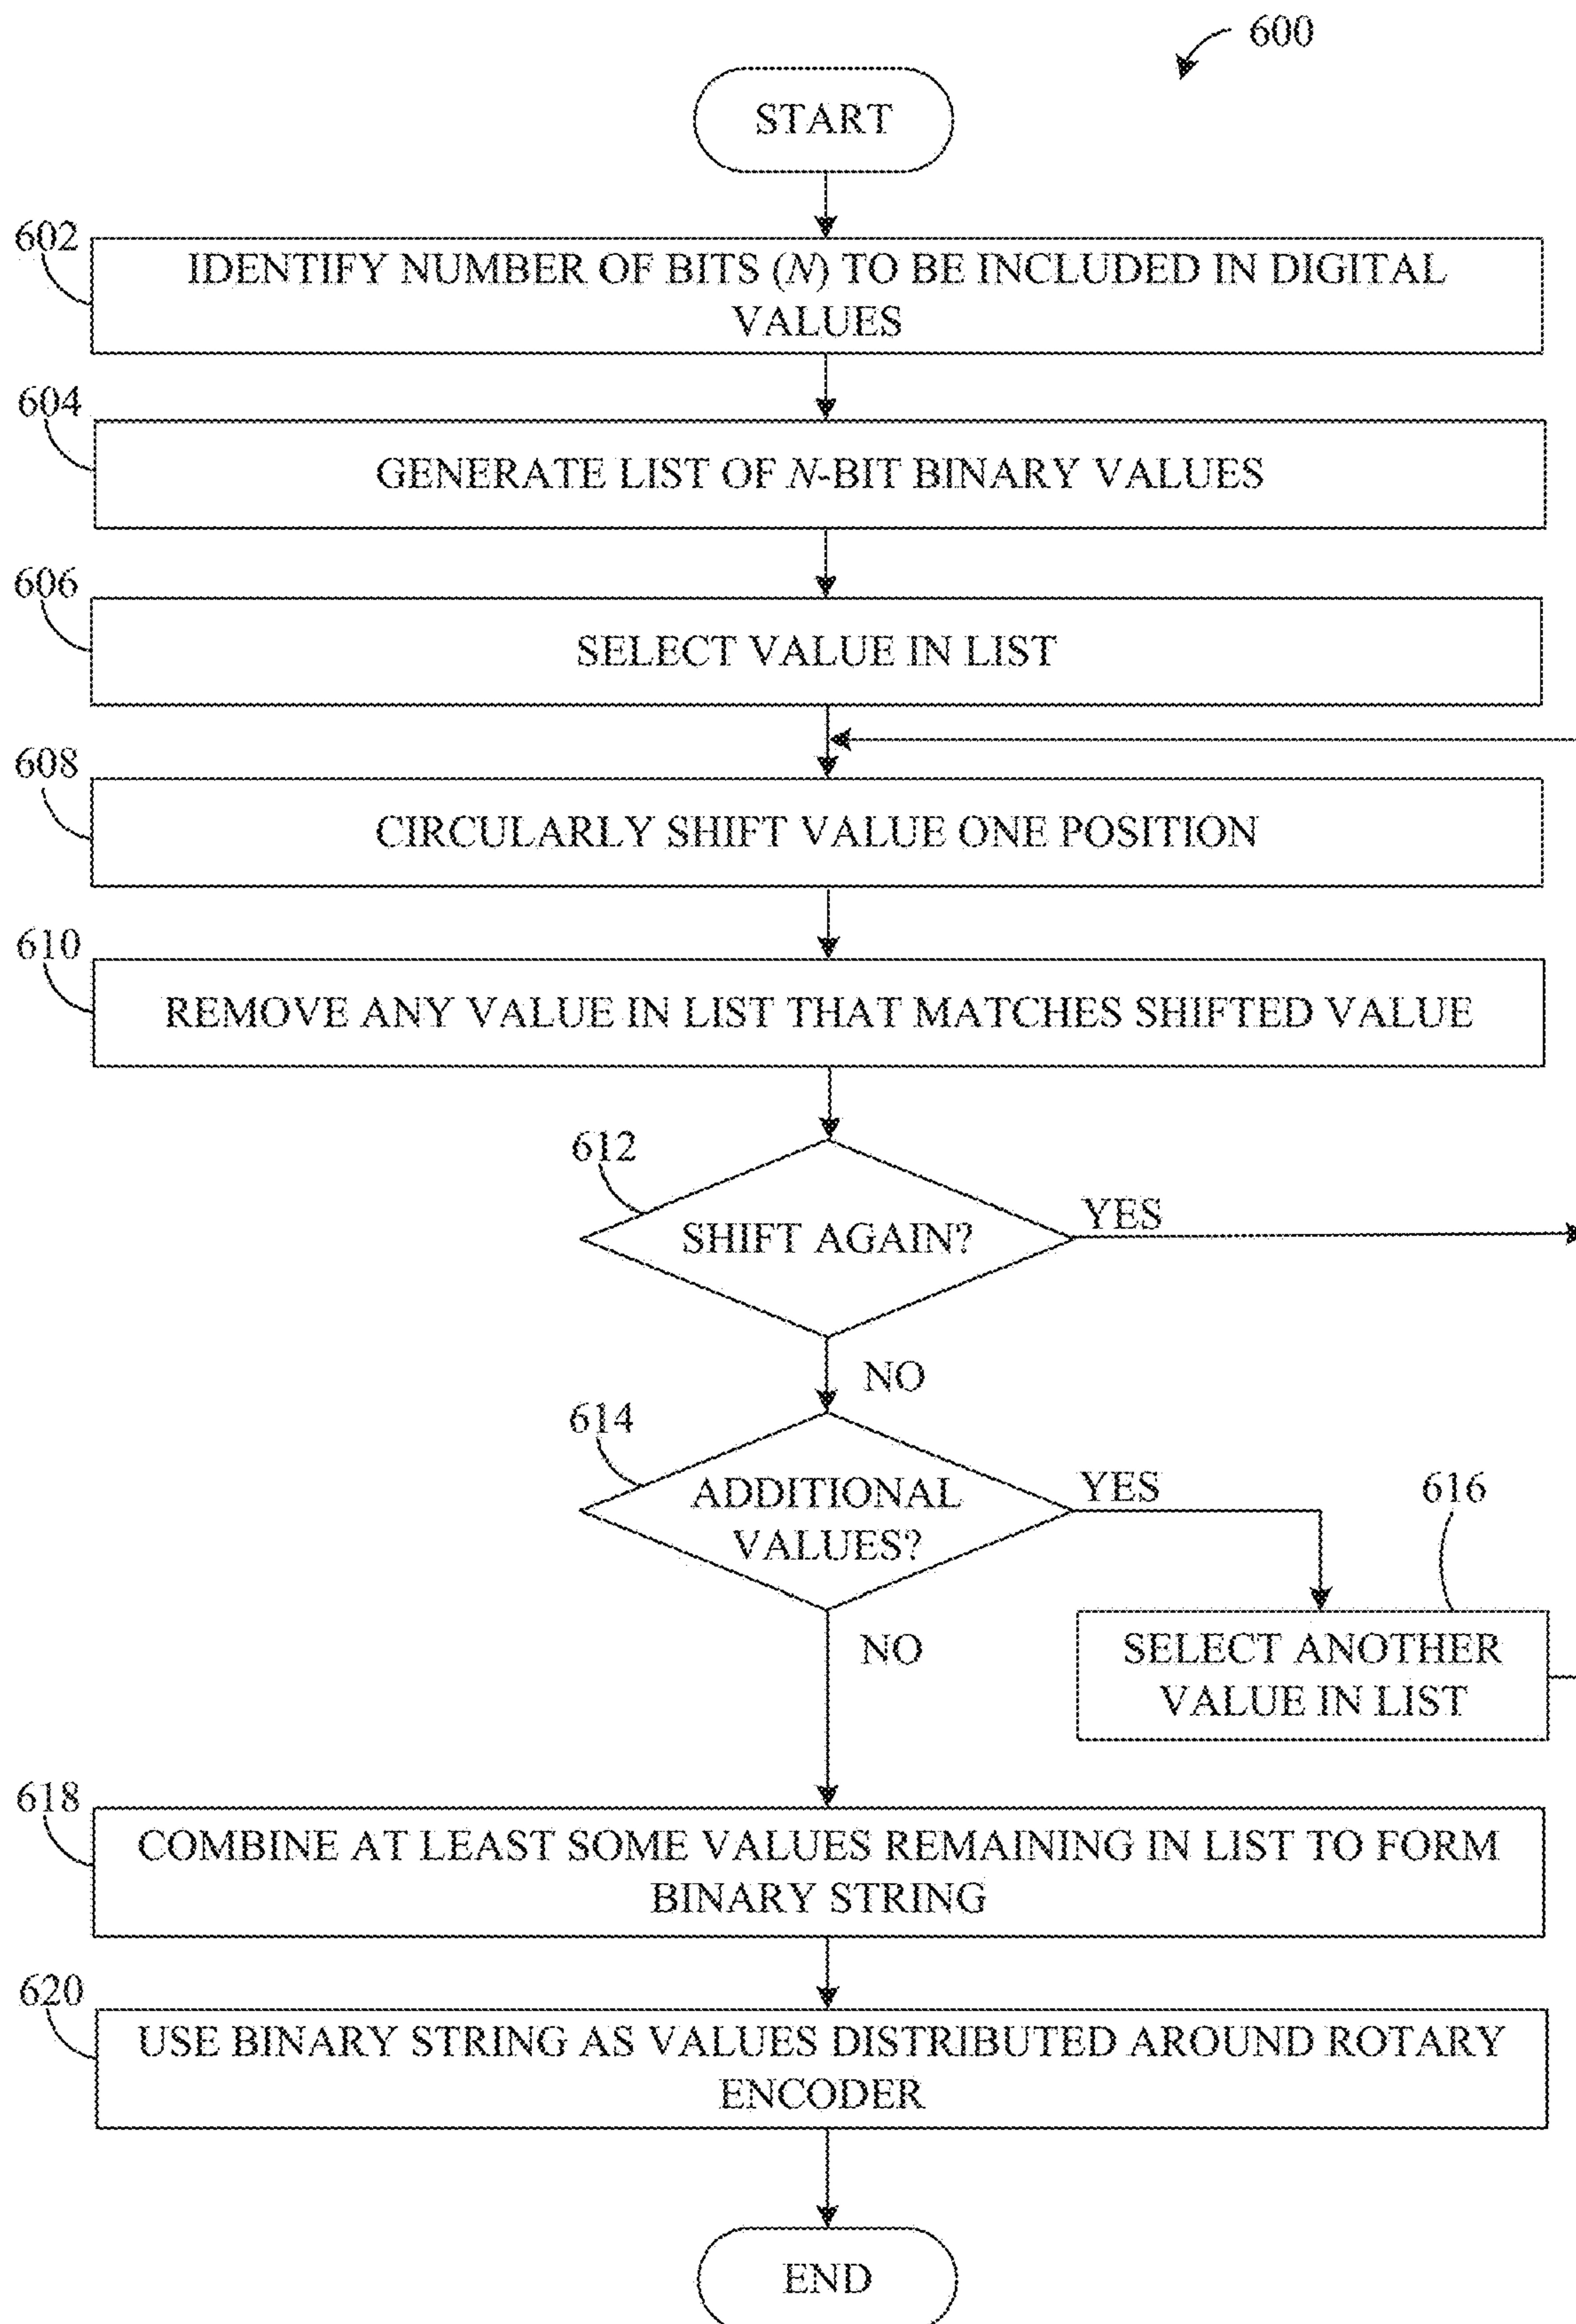 600
START
602
IDENTIFY NUMBER OF BITS (N) TO BE INCLUDED IN DIGITAL
VALUES
604
GENERATE LIST OF N-BIT BINARY VALUES
606
SELECT VALUE IN LIST
608
CIRCULARLY SHIFT VALUE ONE POSITION
610
REMOVE ANY VALUE IN LIST THAT MATCHES SHIFTED VALUE
612
SHIFT AGAIN?
YES
NO
614
ADDITIONAL
VALUES?
YES
616
NO
SELECT ANOTHER
VALUE IN LIST
618
COMBINE AT LEAST SOME VALUES REMAINING IN LIST TO FORM
BINARY STRING
620
USE BINARY STRING AS VALUES DISTRIBUTED AROUND ROTARY
ENCODER
END